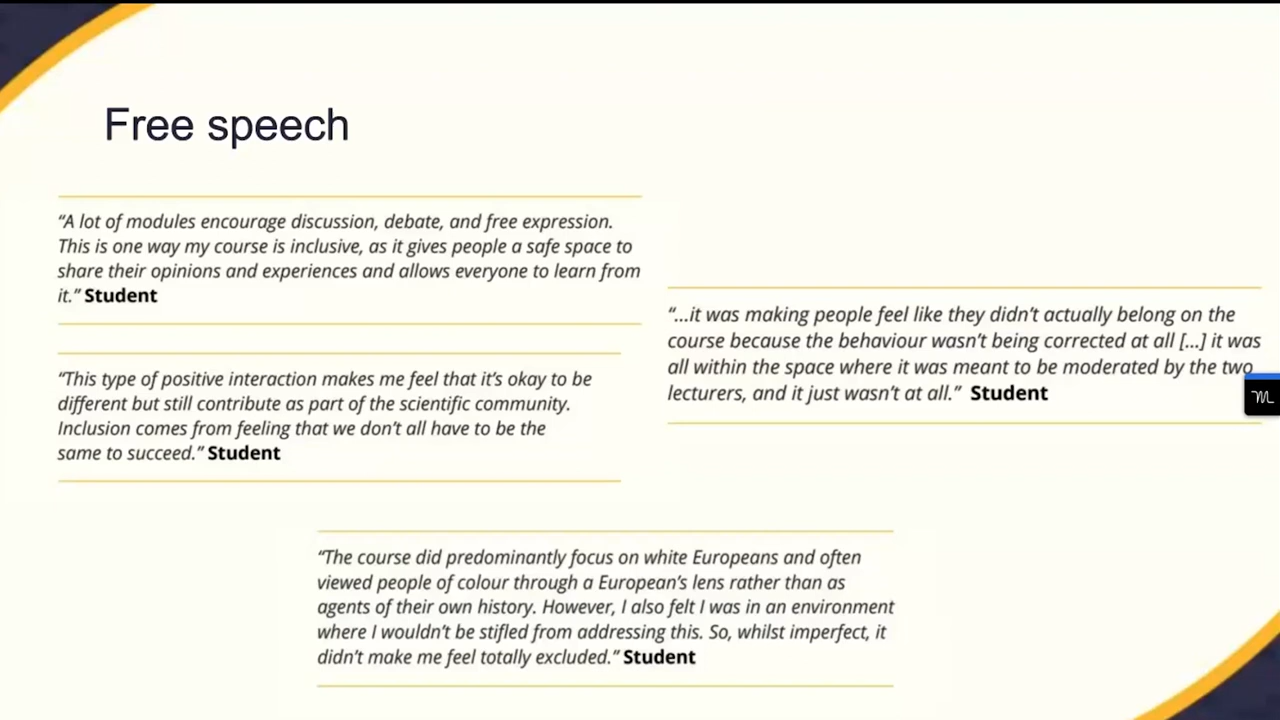 Free speech
“A lot of modules encourage discussion, debate, and free expression.
This is one way my course is inclusive, as it gives people a safe space to
share their opinions and experiences and allows everyone to learn from
it.” Student
“This type of positive interaction makes me feel that it’s okay to be
different but still contribute as part of the scientific community.
Inclusion comes from feeling that we don’t all have to be the
same to succeed.” Student
“...it was making people feel like they didn’t actually belong on the
course because the behaviour wasn’t being corrected at all [...] it was
all within the space where it was meant to be moderated by the two
lecturers, and it just wasn’t at all.” Student
“The course did predominantly focus on white Europeans and often
viewed people of colour through a European’s lens rather than as
agents of their own history. However, I also felt I was in an environment
where I wouldn’t be stifled from addressing this. So, whilst imperfect, it
didn’t make me feel totally excluded.” Student